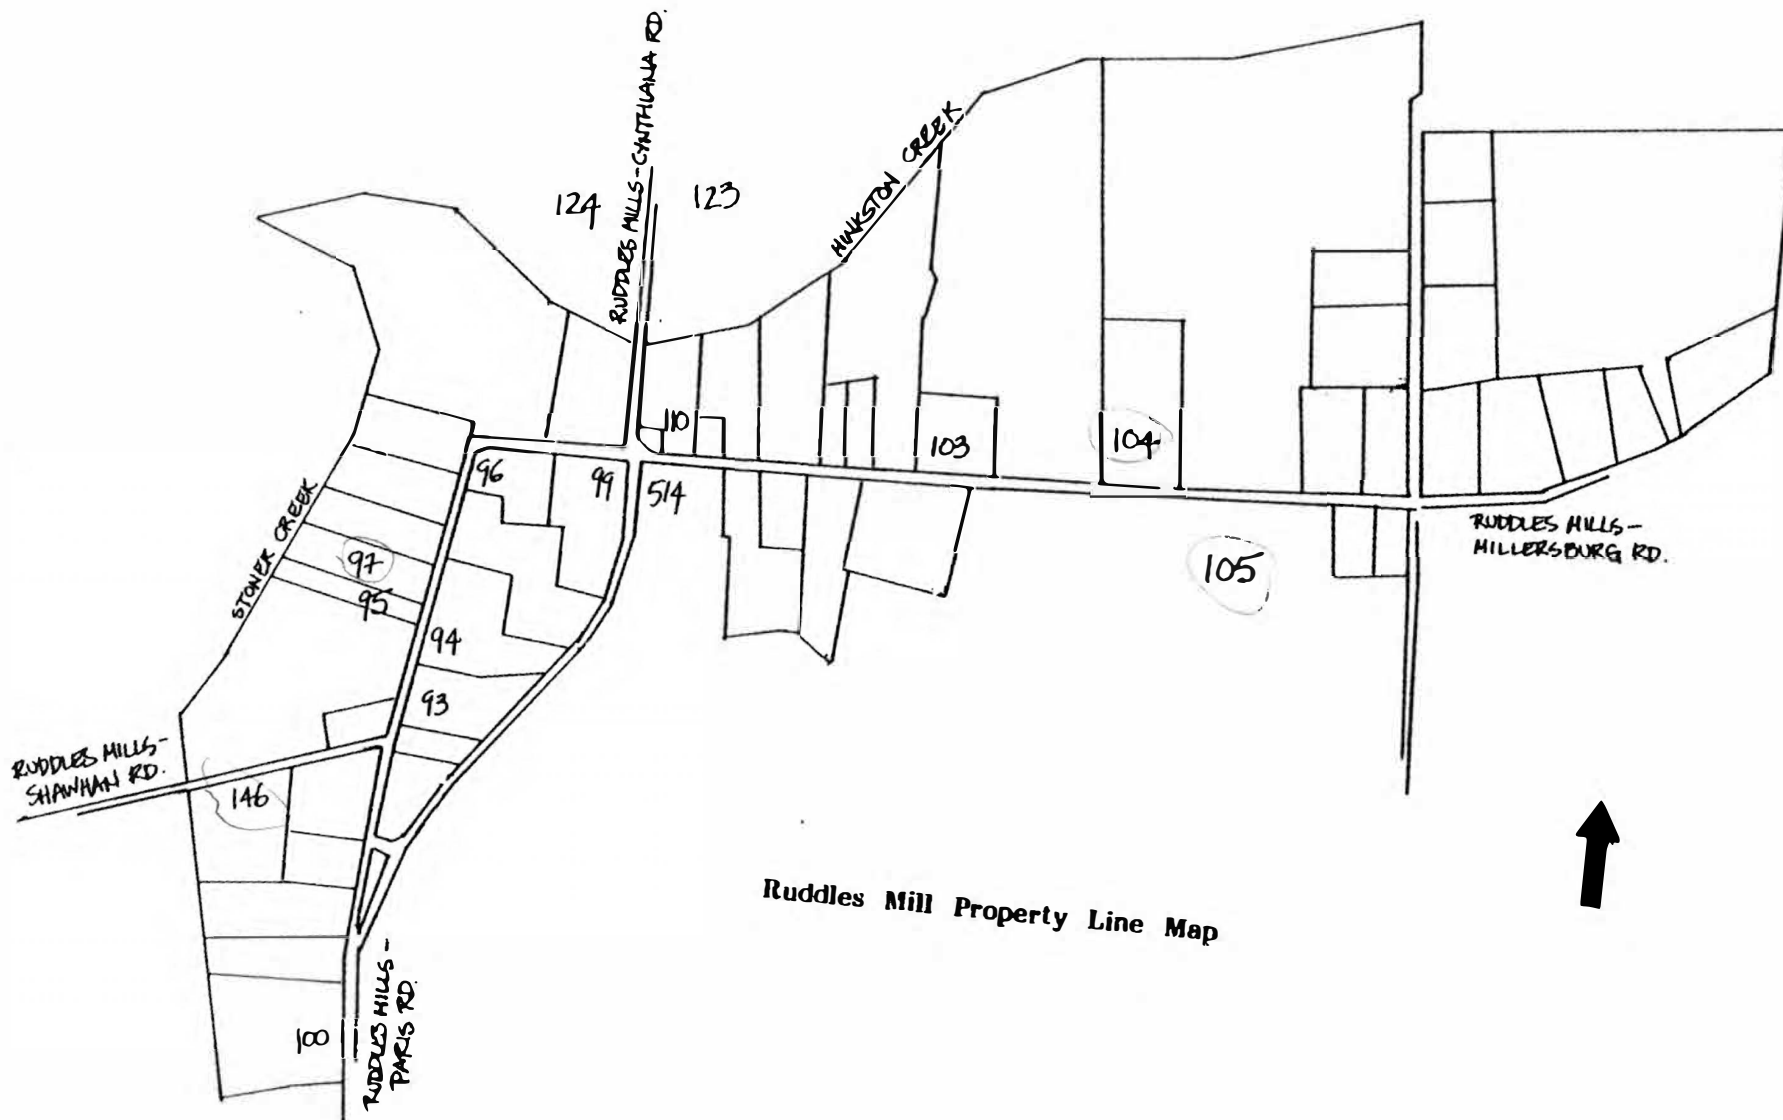 RUDDLES MILLS-CYNTHIANA RD.
124
123
HINKSTON CREEK
110
103
104
96
99
514
STONER CREEK
97
95
105
RUDDLES MILLS-
MILLERSBURG RD.
94
93
RUDDLES MILLS-
SHAWHAN RD.
146
Ruddles Mill Property Line Map
100
RUDDLES MILLS-
PARIS RD.